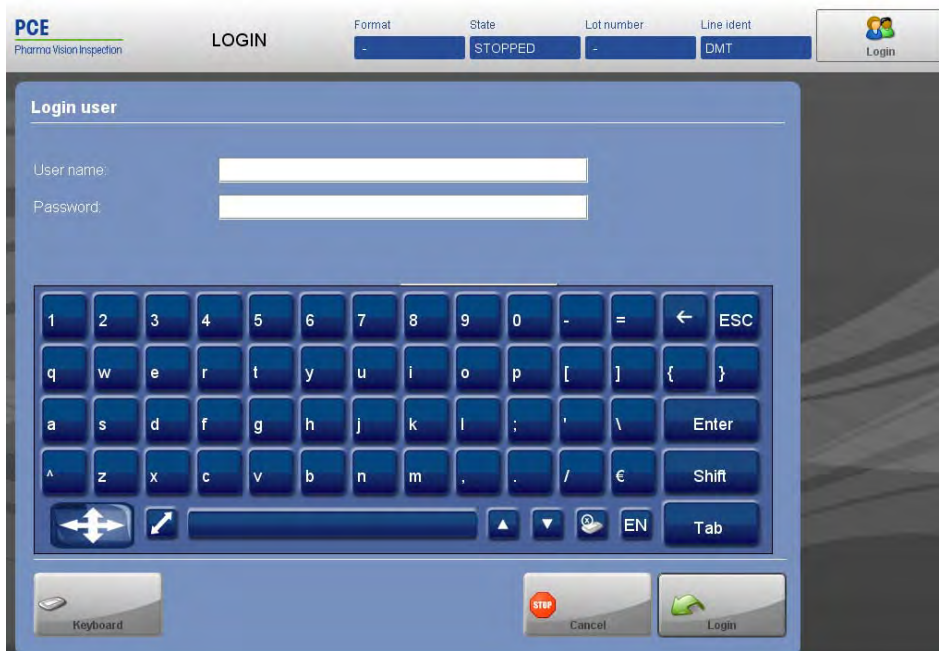 PCE
Pharma Vision Inspection
LOGIN
Format State Lot number Line ident
- STOPPED - DMT
Login
Login user
User name:
Password:
1 2 3 4 5 6 7 8 9 0 - = ← ESC
q w e r t y u i o p [ ] { }
a s d f g h j k l ; ' \ Enter
^ z x c v b n m , . / € Shift
EN Tab
Keyboard
STOP
Cancel
Login